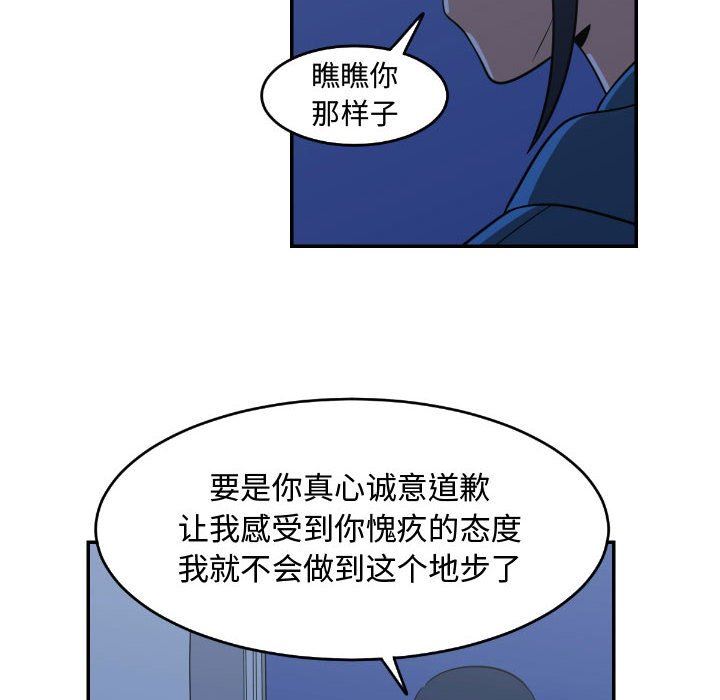 瞧瞧你
那样子
要是你真心诚意道歉
让我感受到你愧疚的态度
我就不会做到这个地步了